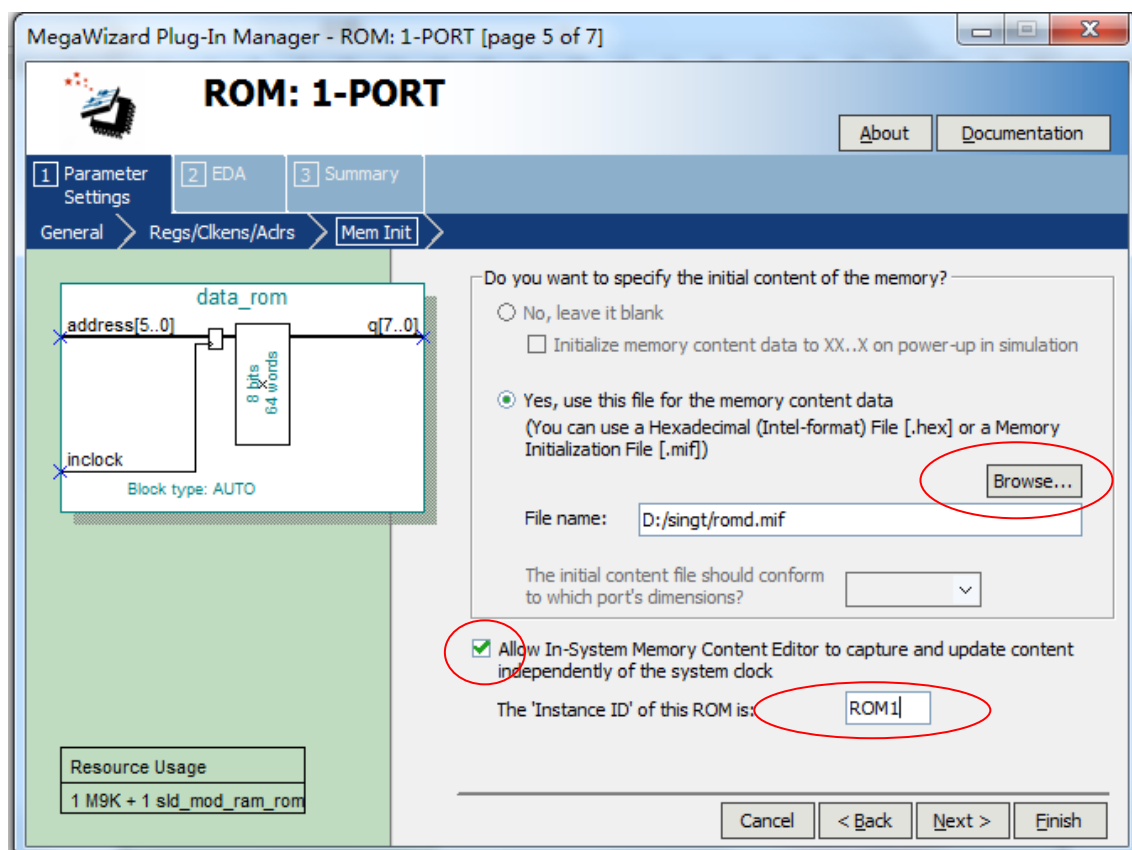 MegaWizard Plug-In Manager - ROM: 1-PORT [page 5 of 7]
ROM: 1-PORT
About
Documentation
1 Parameter
Settings
2 EDA
3 Summary
General
Regs/Clkens/Aclrs
Mem Init
data_rom
address[5..0]
q[7..0]
8 bits
x
64 words
inclock
Block type: AUTO
Resource Usage
1 M9K + 1 sld_mod_ram_rom
Do you want to specify the initial content of the memory?
No, leave it blank
Initialize memory content data to XX..X on power-up in simulation
Yes, use this file for the memory content data
(You can use a Hexadecimal (Intel-format) File [.hex] or a Memory
Initialization File [.mif])
Browse...
File name:
D:/singt/romd.mif
The initial content file should conform
to which port's dimensions?
Allow In-System Memory Content Editor to capture and update content
independently of the system clock
The 'Instance ID' of this ROM is:
ROM1
Cancel
< Back
Next >
Finish